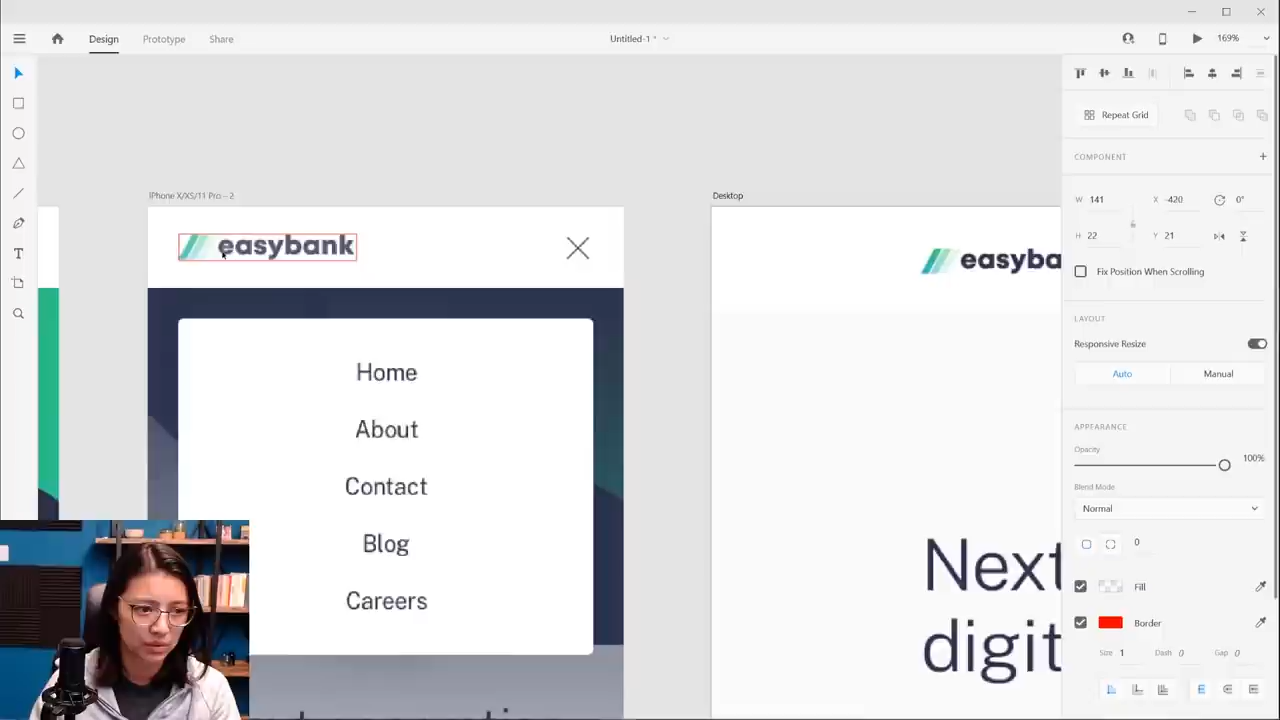 Design
Prototype
Share
Untitled-1 *
169%
Repeat Grid
COMPONENT
iPhone X/XS/11 Pro – 2
Desktop
W 141
X -420
0°
easybank
H 22
Y 21
easyba
Fix Position When Scrolling
LAYOUT
Responsive Resize
Home
Auto
Manual
About
APPEARANCE
Opacity
100%
Contact
Blend Mode
Normal
Blog
0
Next
Fill
Careers
Border
digit
Size 1
Dash 0
Gap 0